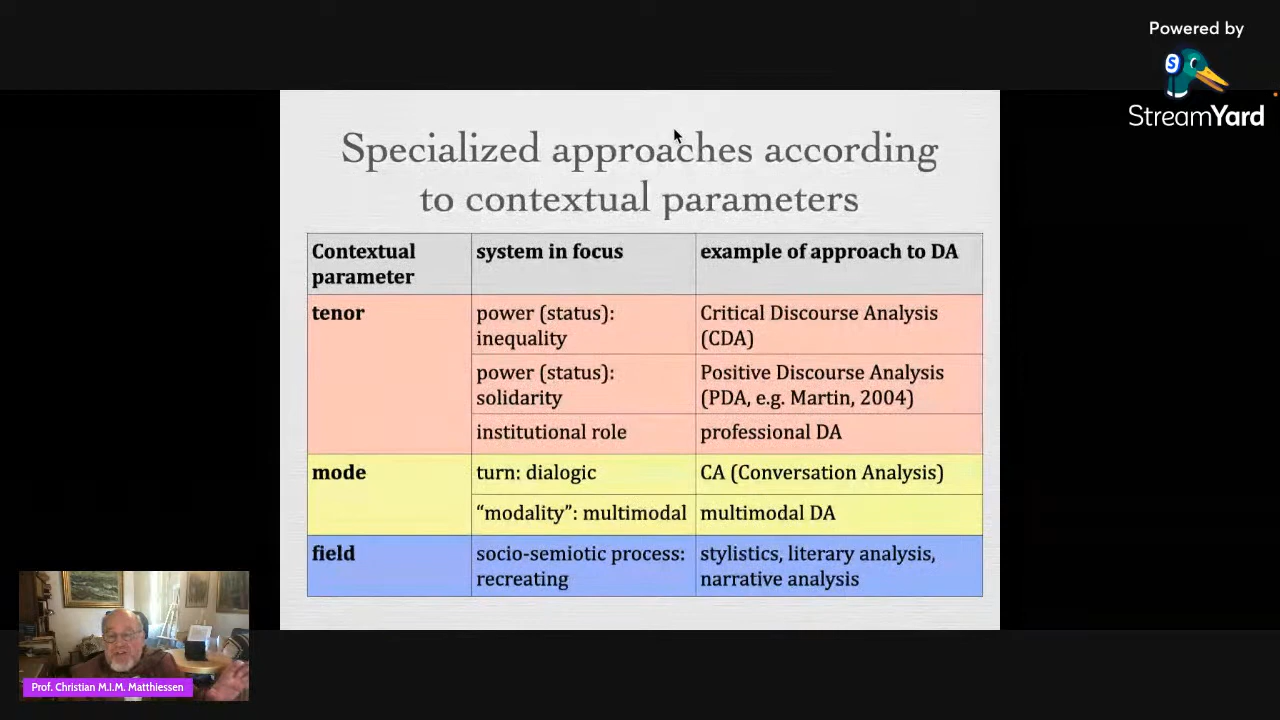 Powered by
StreamYard
Specialized approaches according
to contextual parameters
Contextual
parameter
system in focus
example of approach to DA
tenor
power (status):
inequality
Critical Discourse Analysis
(CDA)
power (status):
solidarity
Positive Discourse Analysis
(PDA, e.g. Martin, 2004)
institutional role
professional DA
mode
turn: dialogic
CA (Conversation Analysis)
“modality”: multimodal
multimodal DA
field
socio-semiotic process:
recreating
stylistics, literary analysis,
narrative analysis
Prof. Christian M.I.M. Matthiessen